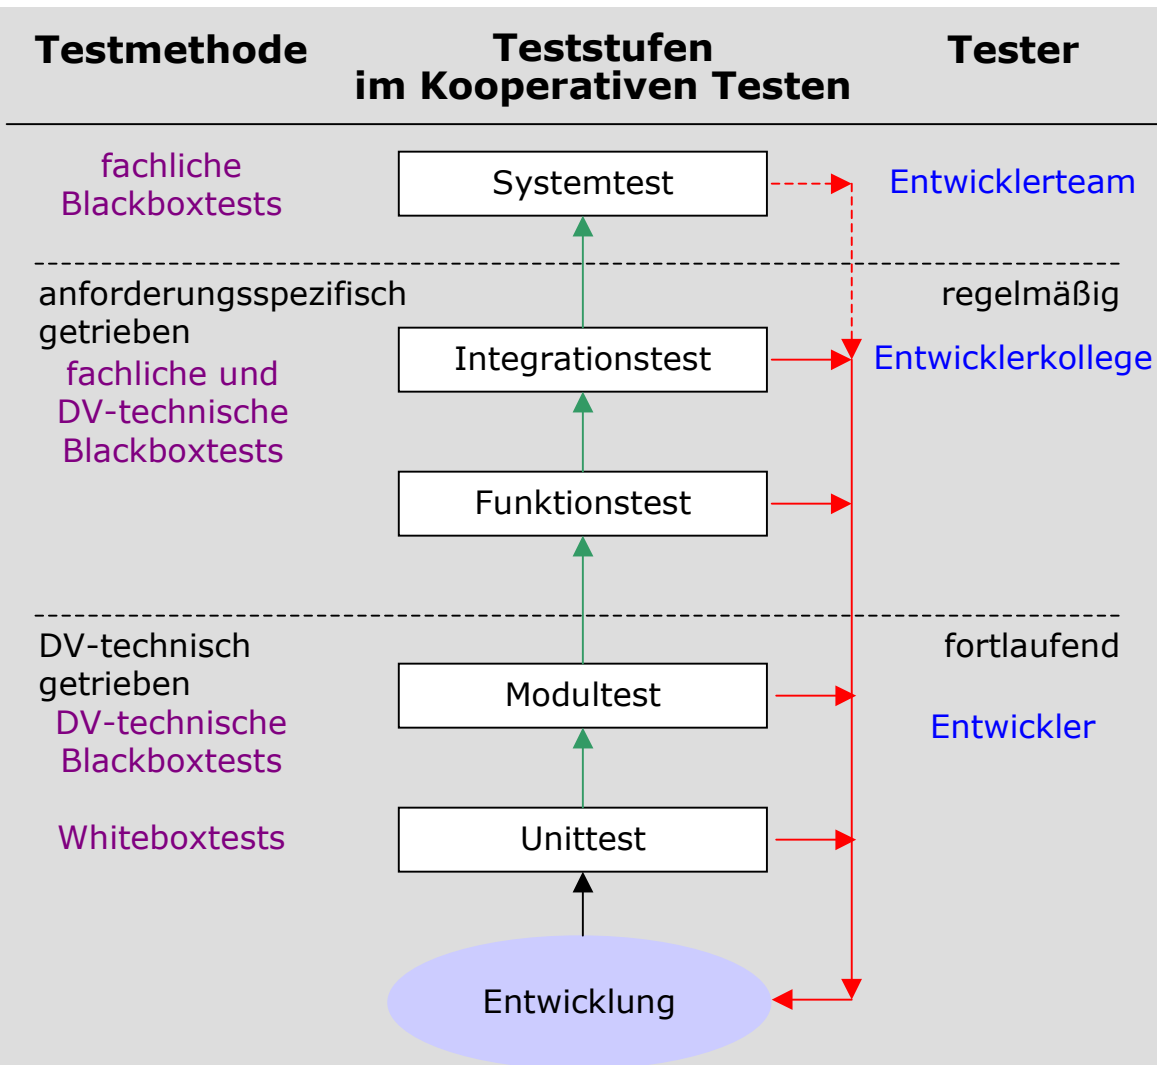 Testmethode
Teststufen
im Kooperativen Testen
Tester
fachliche
Blackboxtests
Systemtest
Entwicklerteam
anforderungsspezifisch
getrieben
regelmäßig
fachliche und
DV-technische
Blackboxtests
Integrationstest
Entwicklerkollege
Funktionstest
DV-technisch
getrieben
fortlaufend
DV-technische
Blackboxtests
Modultest
Entwickler
Whiteboxtests
Unittest
Entwicklung